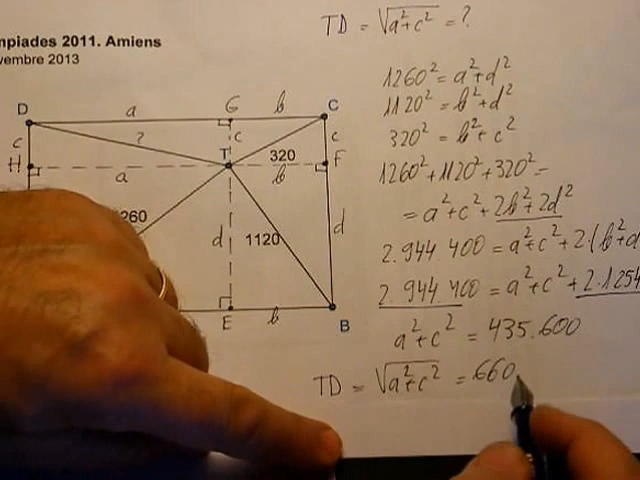 TD = √a²+c² = ?
mpiades 2011. Amiens
vembre 2013
1260² = a²+d²
1120² = b²+d²
320² = b²+c²
1260²+1120²+320² =
= a²+c²+2b²+2d²
2.944.400 = a²+c²+2·(b²+d
2.944.400 = a²+c²+2.1254
a²+c² = 435.600
TD = √a²+c² = 660
D a G b C
c ? c c
H T 320 F
a b
260 d 1120 d
E b B